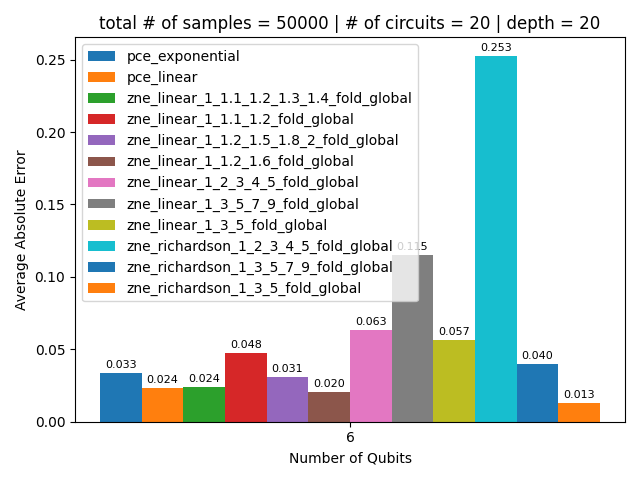 total # of samples = 50000 | # of circuits = 20 | depth = 20
Average Absolute Error
0.25
0.20
0.15
0.10
0.05
0.00
pce_exponential
pce_linear
zne_linear_1_1.1_1.2_1.3_1.4_fold_global
zne_linear_1_1.1_1.2_fold_global
zne_linear_1_1.2_1.5_1.8_2_fold_global
zne_linear_1_1.2_1.6_fold_global
zne_linear_1_2_3_4_5_fold_global
zne_linear_1_3_5_7_9_fold_global
zne_linear_1_3_5_fold_global
zne_richardson_1_2_3_4_5_fold_global
zne_richardson_1_3_5_7_9_fold_global
zne_richardson_1_3_5_fold_global
0.033
0.024
0.024
0.048
0.031
0.020
0.063
0.115
0.057
0.253
0.040
0.013
6
Number of Qubits